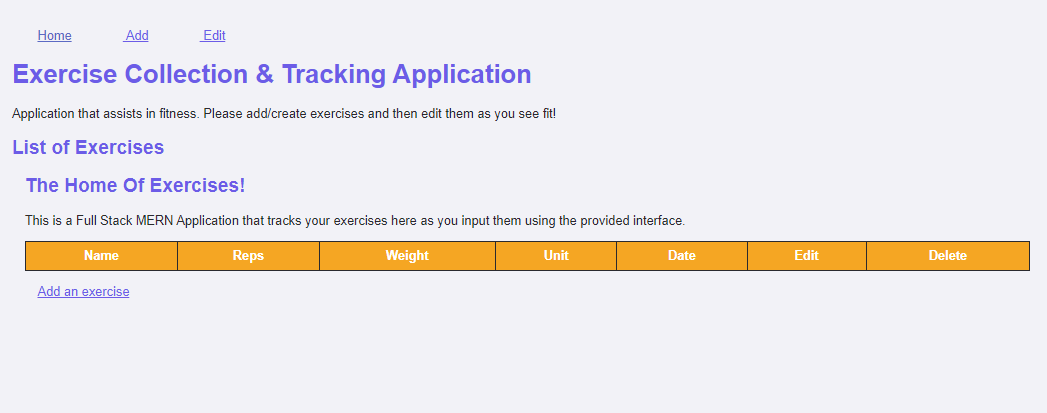 Home Add Edit
Exercise Collection & Tracking Application
Application that assists in fitness. Please add/create exercises and then edit them as you see fit!
List of Exercises
The Home Of Exercises!
This is a Full Stack MERN Application that tracks your exercises here as you input them using the provided interface.
Name Reps Weight Unit Date Edit Delete
Add an exercise